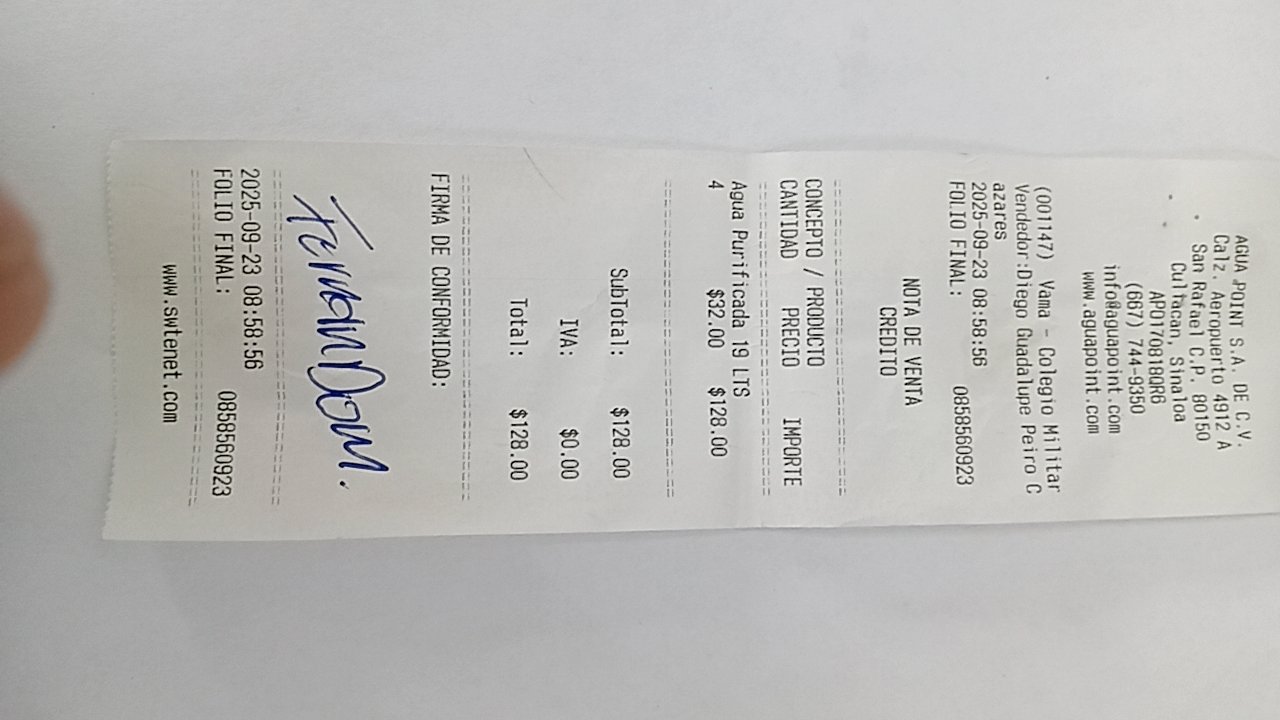 AGUA POINT S.A. DE C.V.
Calz. Aeropuerto 4912 A
San Rafael C.P. 80150
Culiacan, Sinaloa
APO170818QR6
(667) 744-9350
info@aguapoint.com
www.aguapoint.com
(001147) Vama - Colegio Militar
Vendedor:Diego Guadalupe Peiro C
azares
2025-09-23 08:58:56
FOLIO FINAL: 0858560923
NOTA DE VENTA
CREDITO
CONCEPTO / PRODUCTO
CANTIDAD PRECIO IMPORTE
Agua Purificada 19 LTS
4 $32.00 $128.00
SubTotal: $128.00
IVA: $0.00
Total: $128.00
FIRMA DE CONFORMIDAD:
2025-09-23 08:58:56
FOLIO FINAL: 0858560923
www.swtenet.com